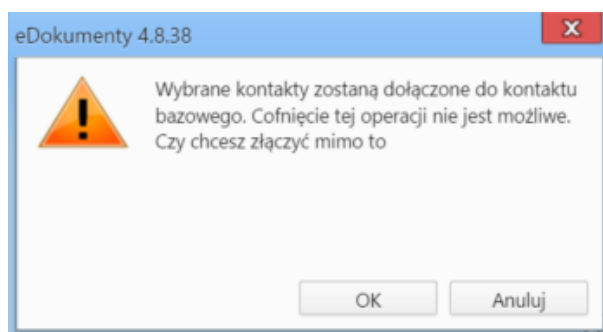 eDokumenty 4.8.38
Wybrane kontakty zostaną dołączone do kontaktu
bazowego. Cofnięcie tej operacji nie jest możliwe.
Czy chcesz złączyć mimo to
OK
Anuluj